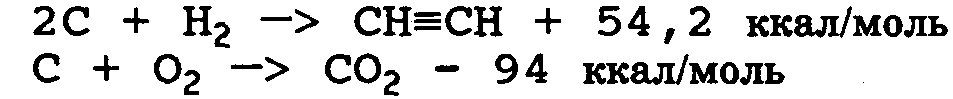 2C + H₂ —> CH≡CH + 54,2 ккал/моль
C + O₂ —> CO₂ - 94 ккал/моль